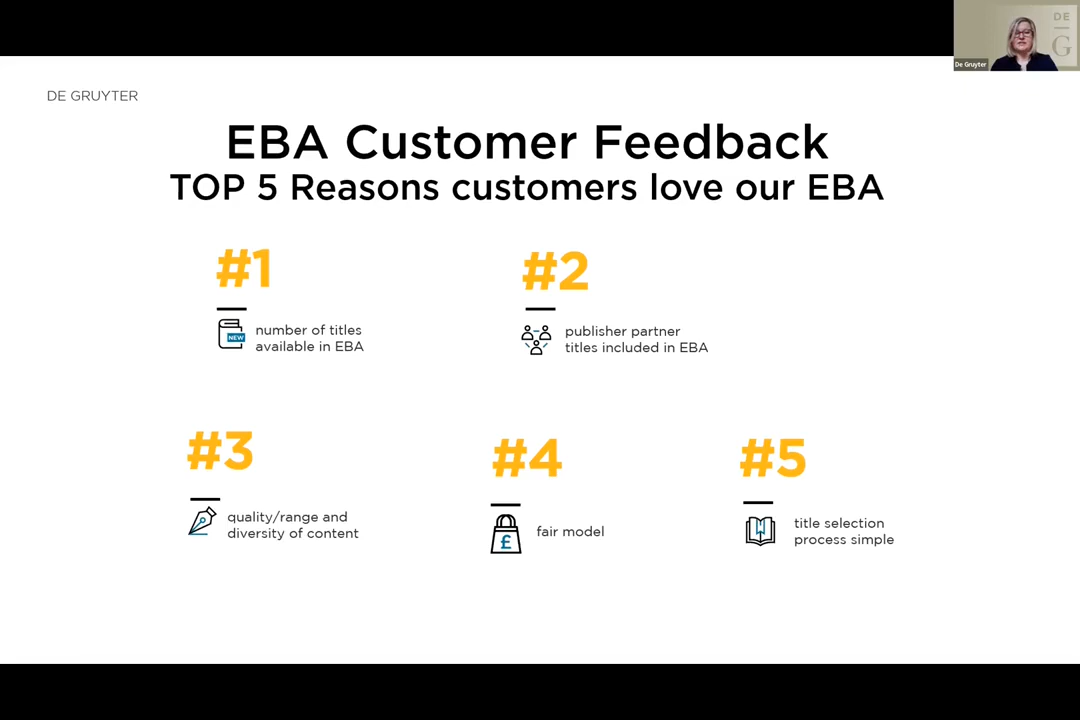 DE
G
De Gruyter
DE GRUYTER
EBA Customer Feedback
TOP 5 Reasons customers love our EBA
#1
NEW
number of titles
available in EBA
#2
publisher partner
titles included in EBA
#3
quality/range and
diversity of content
#4
£
fair model
#5
title selection
process simple